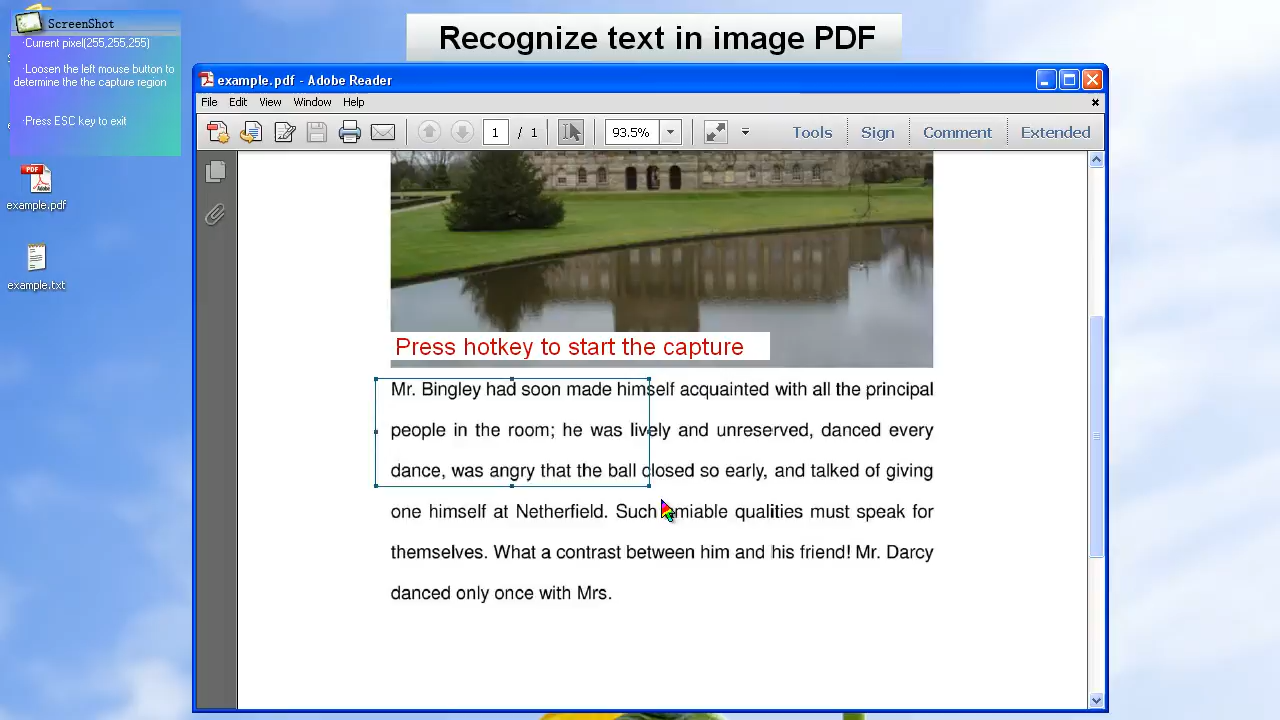 ScreenShot
·Current pixel(255,255,255)
·Loosen the left mouse button to
determine the the capture region
·Press ESC key to exit
Recognize text in image PDF
example.pdf - Adobe Reader
File Edit View Window Help
1 / 1
93.5%
Tools Sign Comment Extended
PDF
Adobe
example.pdf
example.txt
Press hotkey to start the capture
Mr. Bingley had soon made himself acquainted with all the principal
people in the room; he was lively and unreserved, danced every
dance, was angry that the ball closed so early, and talked of giving
one himself at Netherfield. Such amiable qualities must speak for
themselves. What a contrast between him and his friend! Mr. Darcy
danced only once with Mrs.